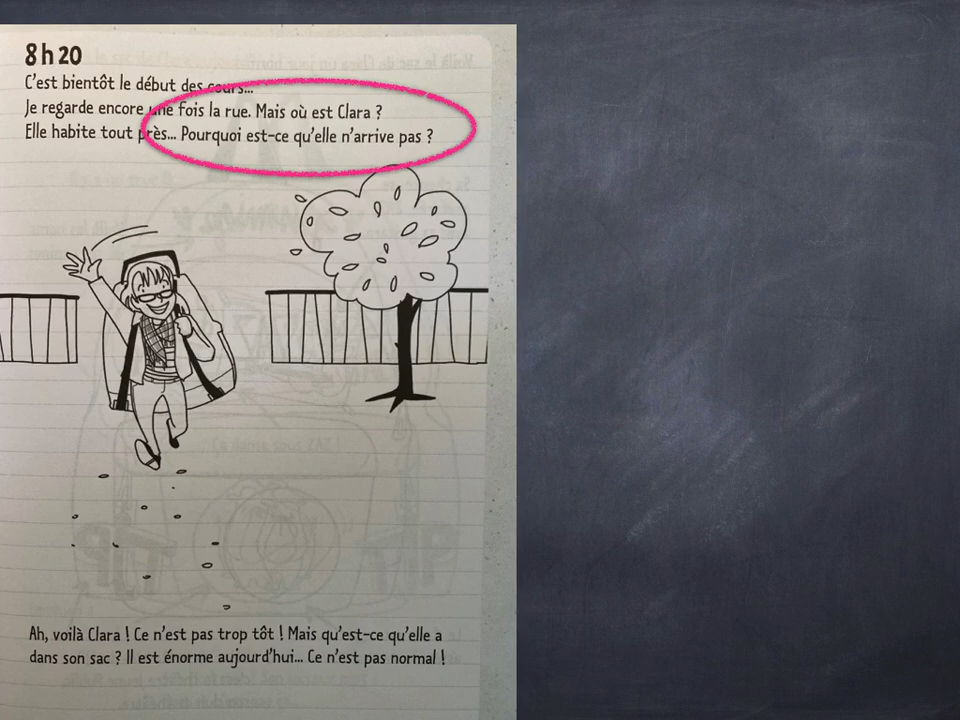 8 h 20
C'est bientôt le début des cours...
Je regarde encore une fois la rue. Mais où est Clara ?
Elle habite tout près... Pourquoi est-ce qu'elle n'arrive pas ?
Ah, voilà Clara ! Ce n'est pas trop tôt ! Mais qu'est-ce qu'elle a
dans son sac ? Il est énorme aujourd'hui... Ce n'est pas normal !